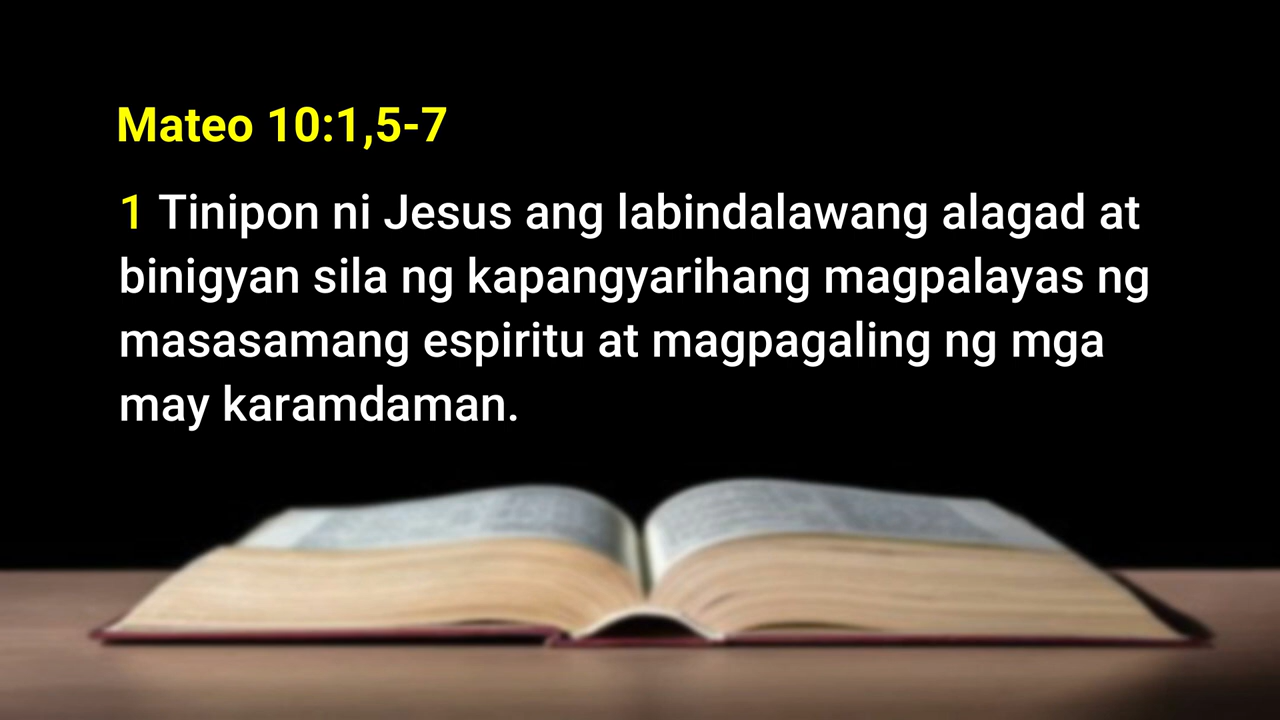 Mateo 10:1,5-7
1 Tinipon ni Jesus ang labindalawang alagad at
binigyan sila ng kapangyarihang magpalayas ng
masasamang espiritu at magpagaling ng mga
may karamdaman.